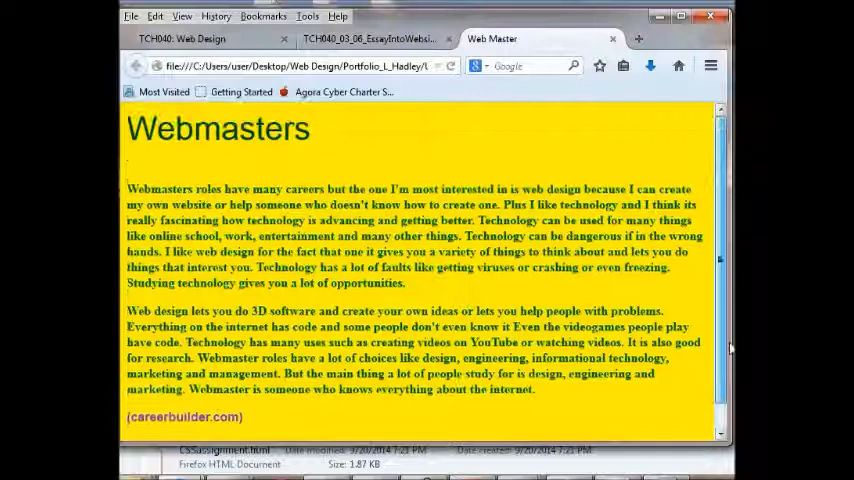 File Edit View History Bookmarks Tools Help
TCH040: Web Design
TCH040_03_06_EssayIntoWebsi...
Web Master
file:///C:/Users/user/Desktop/Web Design/Portfolio_L_Hadley/
Google
Most Visited Getting Started Agora Cyber Charter S...
Webmasters
Webmasters roles have many careers but the one I'm most interested in is web design because I can create
my own website or help someone who doesn't know how to create one. Plus I like technology and I think its
really fascinating how technology is advancing and getting better. Technology can be used for many things
like online school, work, entertainment and many other things. Technology can be dangerous if in the wrong
hands. I like web design for the fact that one it gives you a variety of things to think about and lets you do
things that interest you. Technology has a lot of faults like getting viruses or crashing or even freezing.
Studying technology gives you a lot of opportunities.
Web design lets you do 3D software and create your own ideas or lets you help people with problems.
Everything on the internet has code and some people don't even know it Even the videogames people play
have code. Technology has many uses such as creating videos on YouTube or watching videos. It is also good
for research. Webmaster roles have a lot of choices like design, engineering, informational technology,
marketing and management. But the main thing a lot of people study for is design, engineering and
marketing. Webmaster is someone who knows everything about the internet.
(careerbuilder.com)
CSSassignment.html Date modified: 9/20/2014 7:21 PM Date created: 9/20/2014 7:21 PM
Firefox HTML Document Size: 1.87 KB